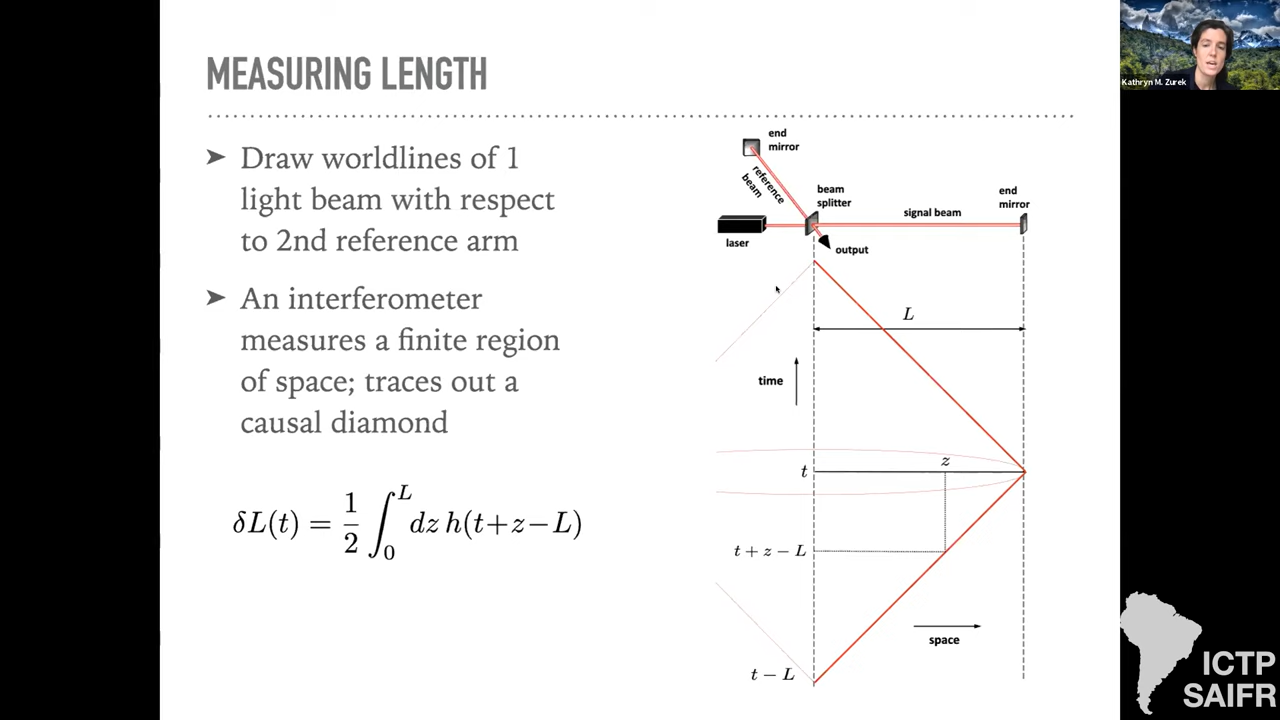 MEASURING LENGTH
➤ Draw worldlines of 1
light beam with respect
to 2nd reference arm
➤ An interferometer
measures a finite region
of space; traces out a
causal diamond
δL(t) = 1/2 ∫₀ᴸ dz h(t+z−L)
end
mirror
reference
beam
beam
splitter
end
mirror
signal beam
laser
output
L
time
z
t
t + z − L
space
t − L
Kathryn M. Zurek
ICTP
SAIFR